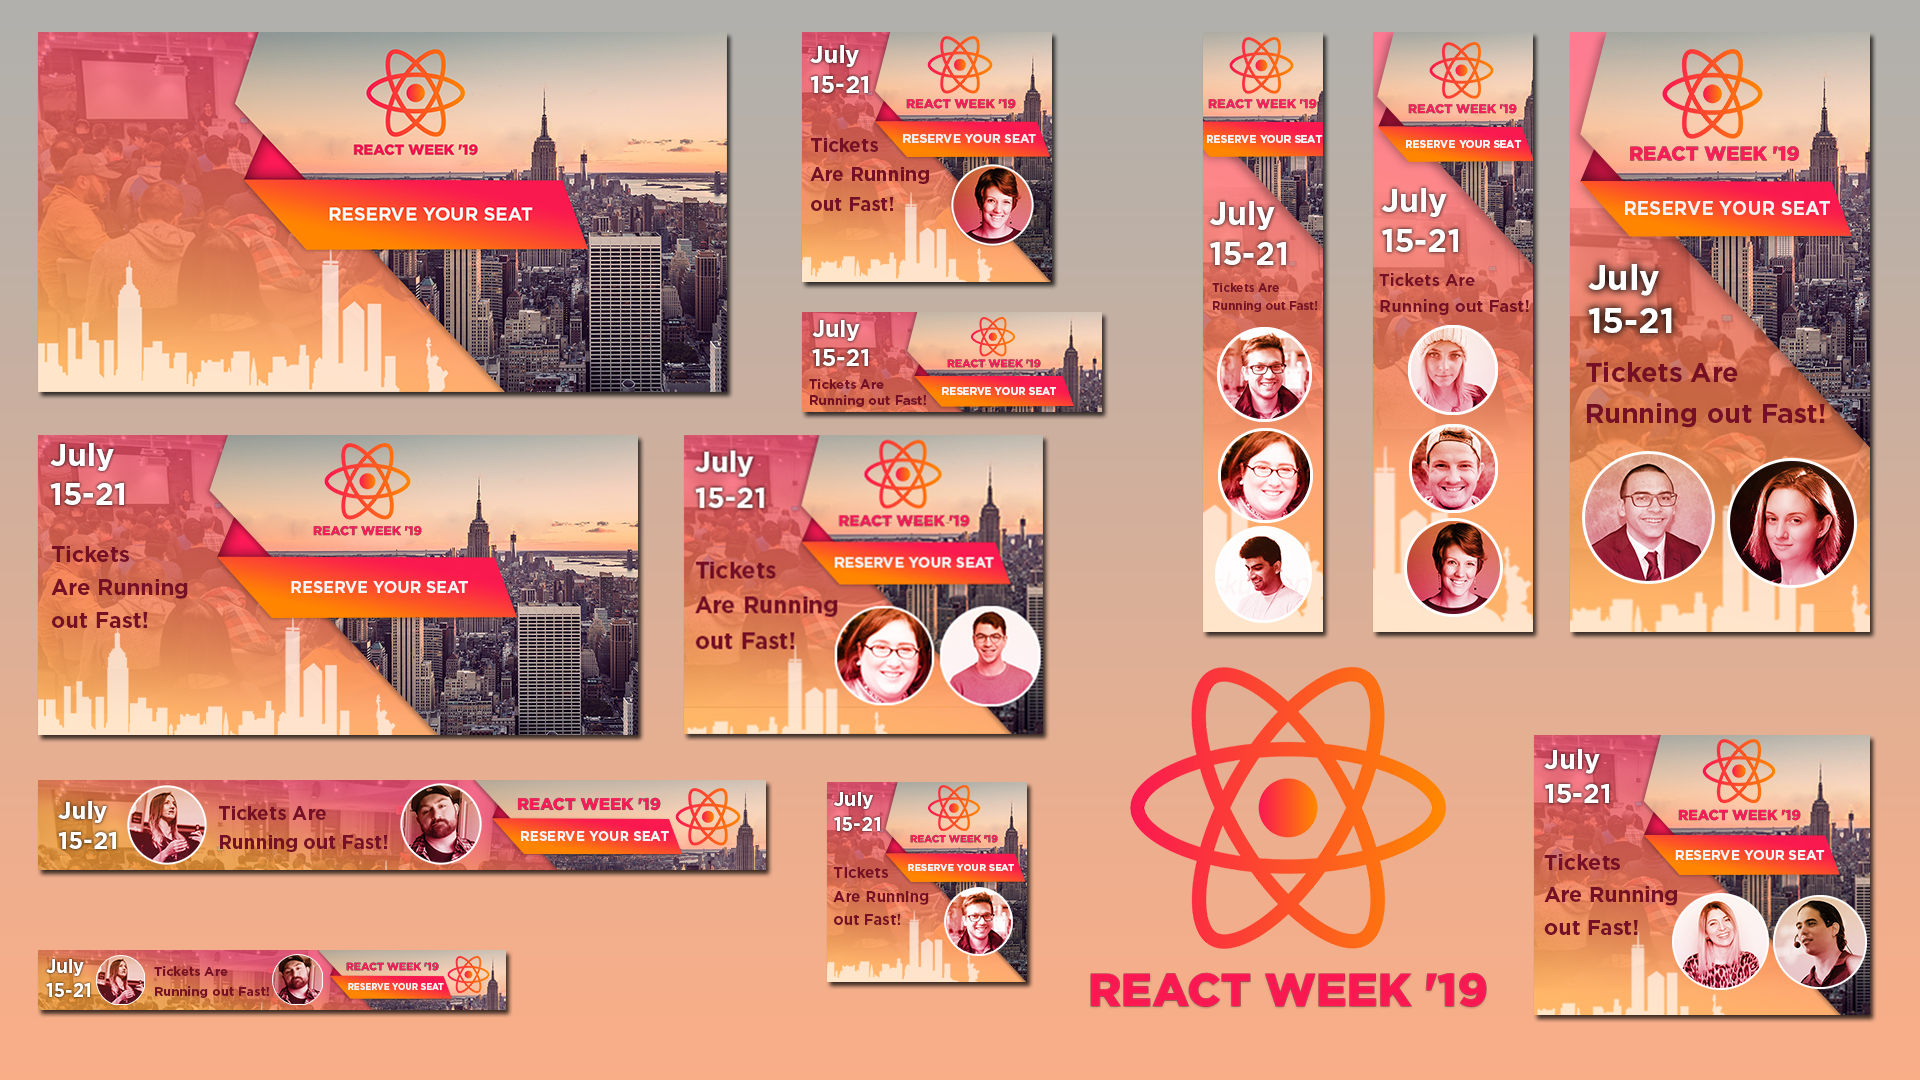 REACT WEEK '19
RESERVE YOUR SEAT
July
15-21
REACT WEEK '19
RESERVE YOUR SEAT
Tickets
Are Running
out Fast!
July
15-21
REACT WEEK '19
Tickets Are
Running out Fast!
RESERVE YOUR SEAT
REACT WEEK '19
RESERVE YOUR SEAT
July
15-21
Tickets Are
Running out Fast!
REACT WEEK '19
RESERVE YOUR SEAT
July
15-21
Tickets Are
Running out Fast!
REACT WEEK '19
RESERVE YOUR SEAT
July
15-21
Tickets Are
Running out Fast!
July
15-21
REACT WEEK '19
Tickets
Are Running
out Fast!
RESERVE YOUR SEAT
July
15-21
REACT WEEK '19
RESERVE YOUR SEAT
Tickets
Are Running
out Fast!
July
15-21
Tickets Are
Running out Fast!
REACT WEEK '19
RESERVE YOUR SEAT
July
15-21
REACT WEEK '19
RESERVE YOUR SEAT
Tickets
Are Running
out Fast!
July
15-21
Tickets Are
Running out Fast!
REACT WEEK '19
RESERVE YOUR SEAT
REACT WEEK '19
July
15-21
REACT WEEK '19
RESERVE YOUR SEAT
Tickets
Are Running
out Fast!